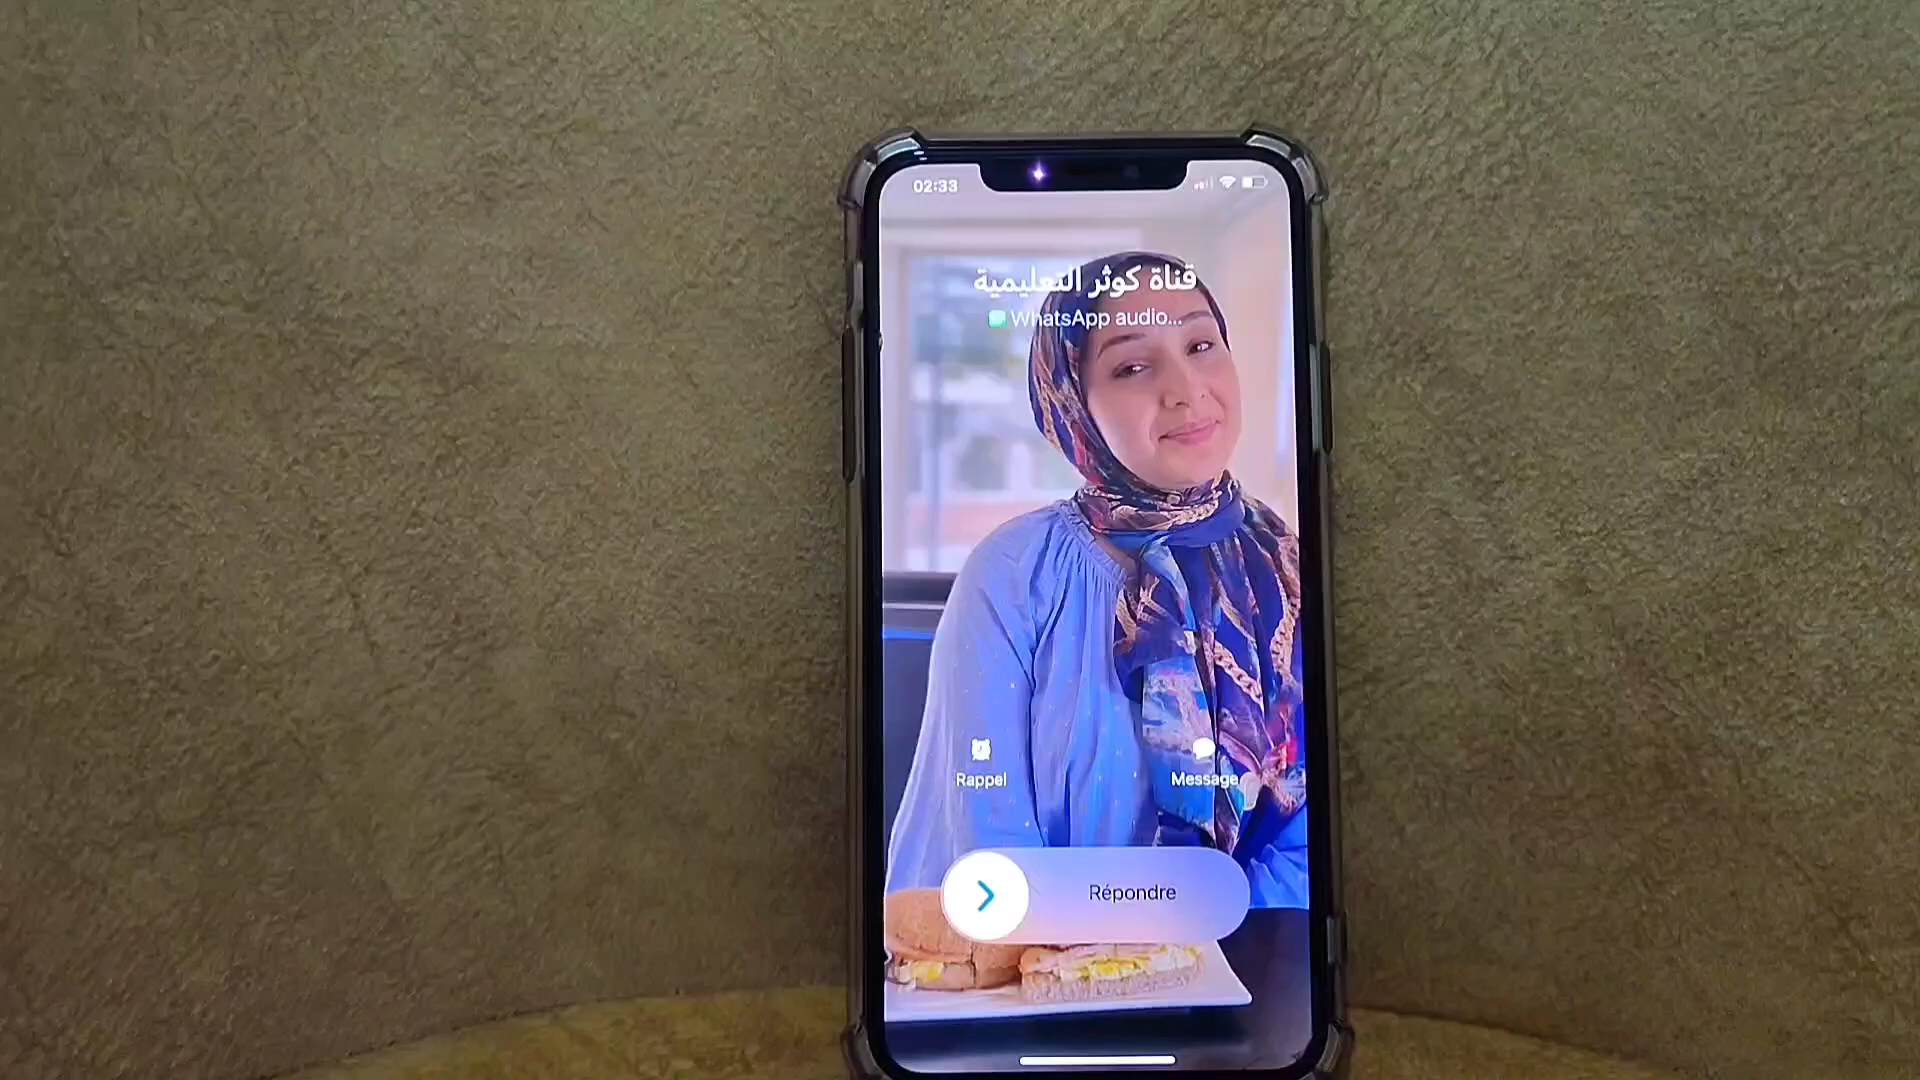 02:33
قناة كوثر التعليمية
WhatsApp audio...
Rappel
Message
Répondre